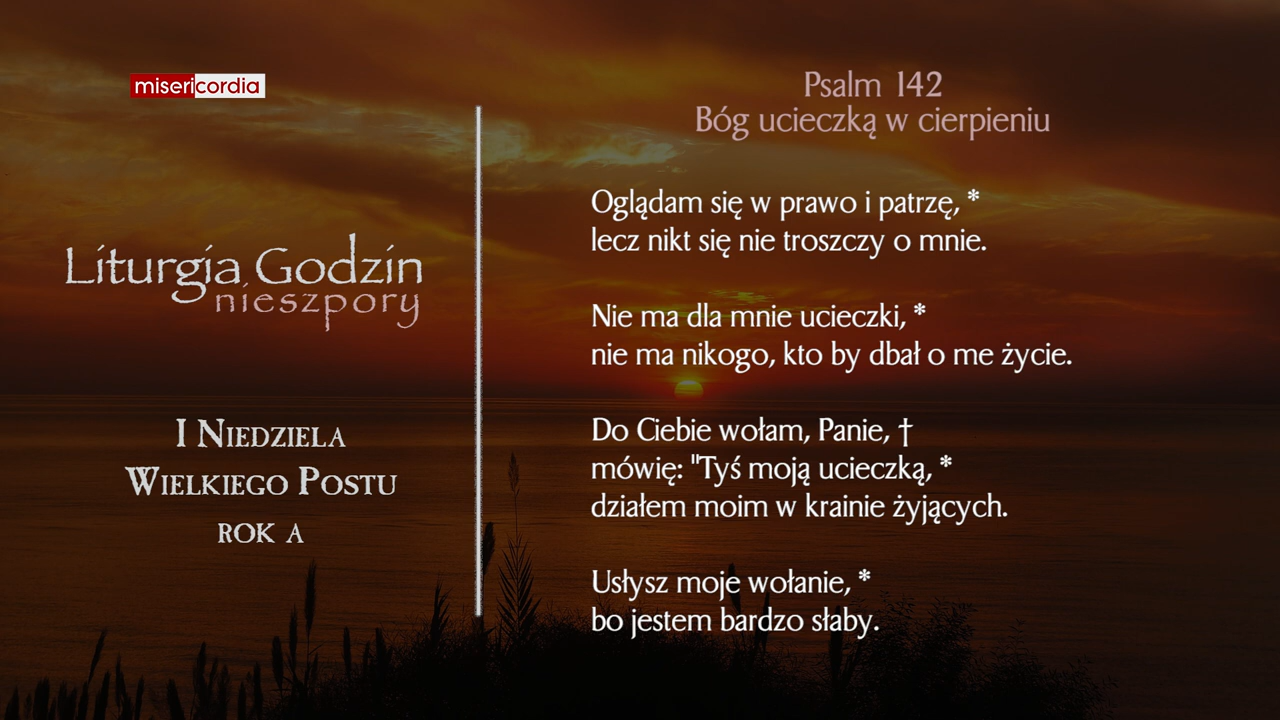 misericordia
Liturgia Godzin
nieszpory
I Niedziela
Wielkiego Postu
rok a
Psalm 142
Bóg ucieczką w cierpieniu
Oglądam się w prawo i patrzę, *
lecz nikt się nie troszczy o mnie.
Nie ma dla mnie ucieczki, *
nie ma nikogo, kto by dbał o me życie.
Do Ciebie wołam, Panie, †
mówię: "Tyś moją ucieczką, *
działem moim w krainie żyjących.
Usłysz moje wołanie, *
bo jestem bardzo słaby.